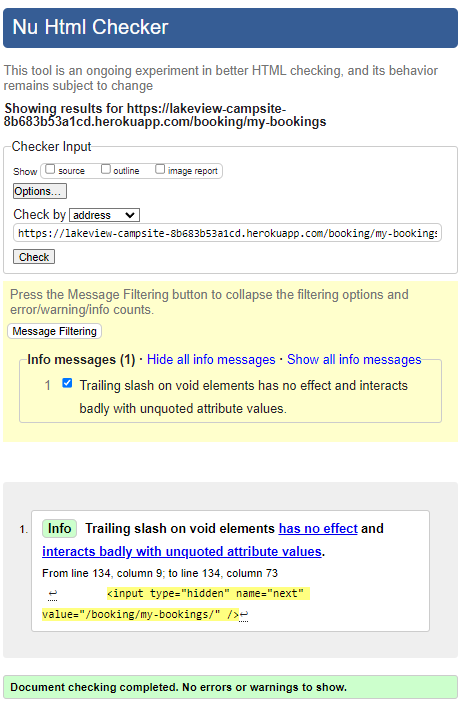 Nu Html Checker
This tool is an ongoing experiment in better HTML checking, and its behavior
remains subject to change
Showing results for https://lakeview-campsite-
8b683b53a1cd.herokuapp.com/booking/my-bookings
Checker Input
Show source outline image report
Options...
Check by address
https://lakeview-campsite-8b683b53a1cd.herokuapp.com/booking/my-bookings
Check
Press the Message Filtering button to collapse the filtering options and
error/warning/info counts.
Message Filtering
Info messages (1) · Hide all info messages · Show all info messages
1 Trailing slash on void elements has no effect and interacts
badly with unquoted attribute values.
1. Info Trailing slash on void elements has no effect and
interacts badly with unquoted attribute values.
From line 134, column 9; to line 134, column 73
↩ <input type="hidden" name="next"
value="/booking/my-bookings/" />↩
Document checking completed. No errors or warnings to show.